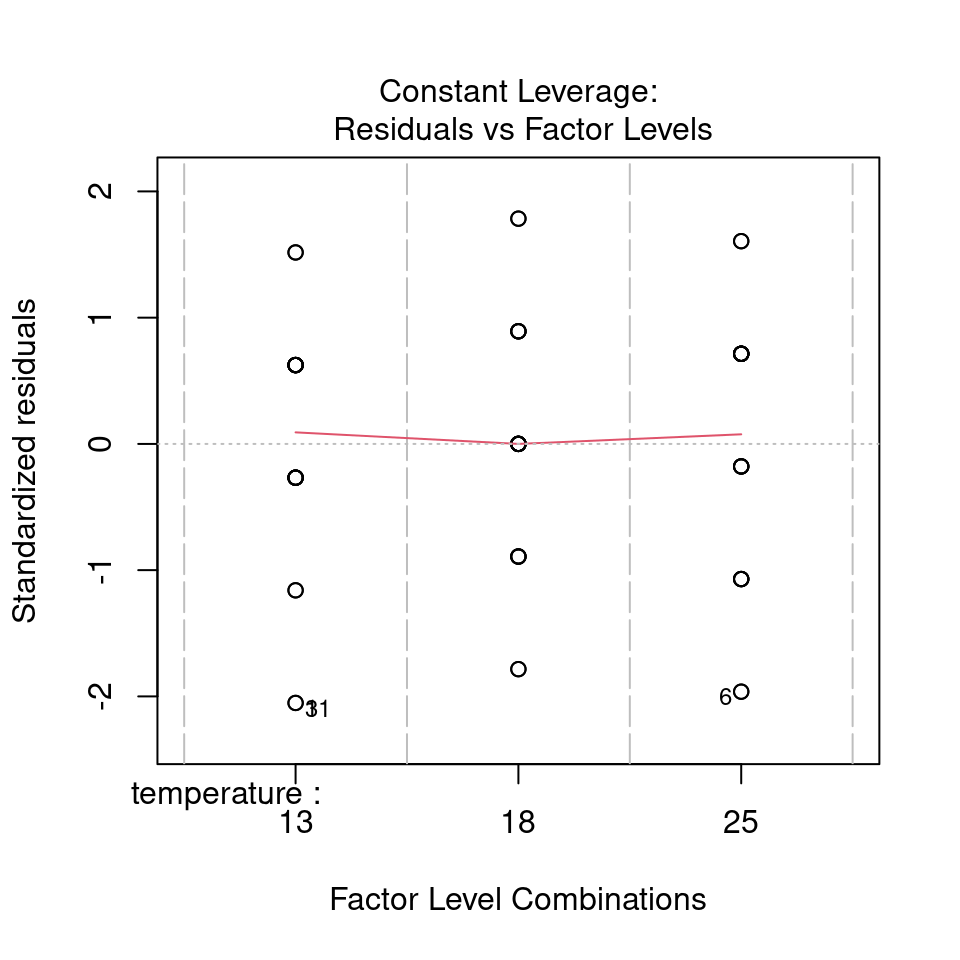 Constant Leverage:
Residuals vs Factor Levels
Standardized residuals
2
1
0
-1
-2
6
temperature :
13
18
25
Factor Level Combinations